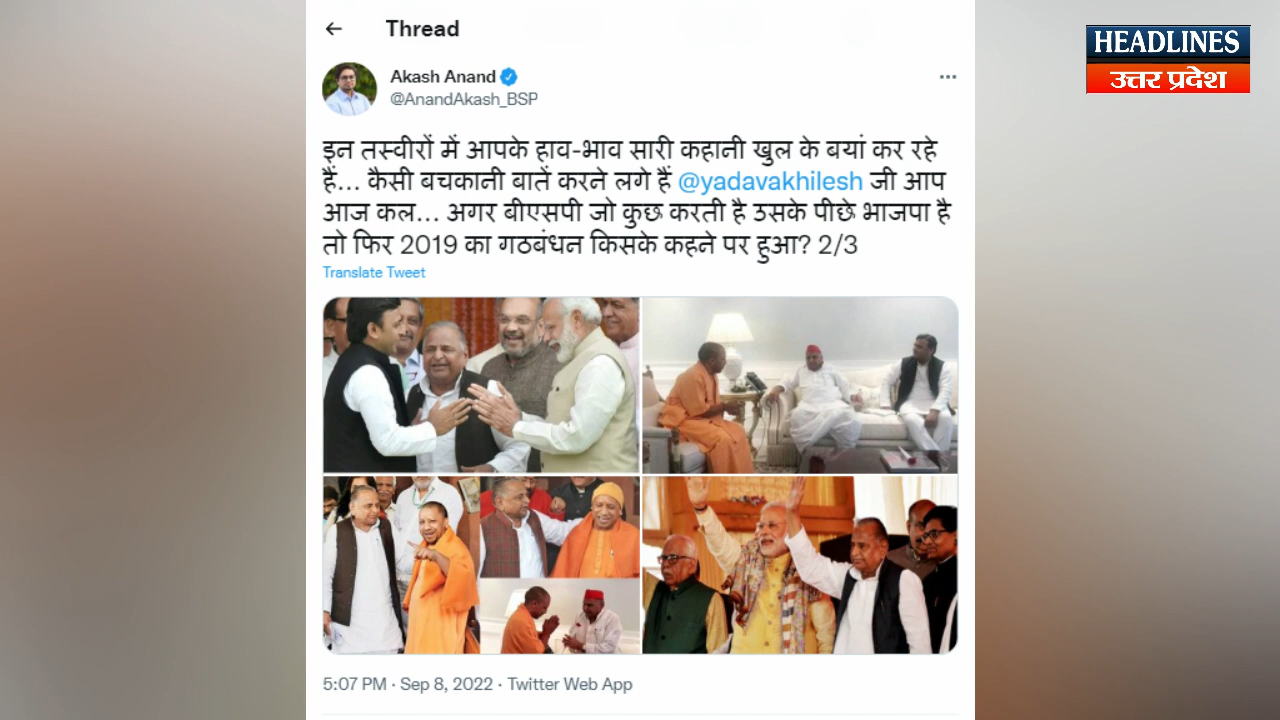 Thread
HEADLINES
उत्तर प्रदेश
Akash Anand
@AnandAkash_BSP
इन तस्वीरों में आपके हाव-भाव सारी कहानी खुल के बयां कर रहे
हैं... कैसी बचकानी बातें करने लगे हैं @yadavakhilesh जी आप
आज कल... अगर बीएसपी जो कुछ करती है उसके पीछे भाजपा है
तो फिर 2019 का गठबंधन किसके कहने पर हुआ? 2/3
Translate Tweet
5:07 PM · Sep 8, 2022 · Twitter Web App